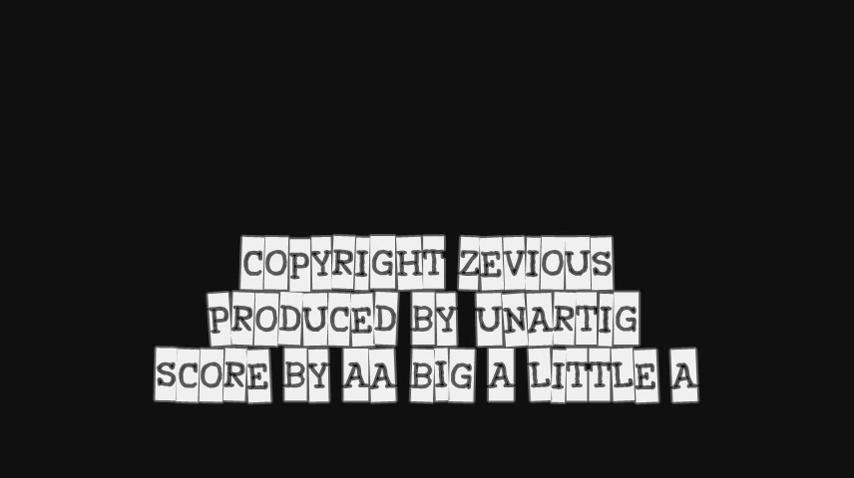 COPYRIGHT ZEVIOUS
PRODUCED BY UNARTIG
SCORE BY AA BIG A LITTLE A